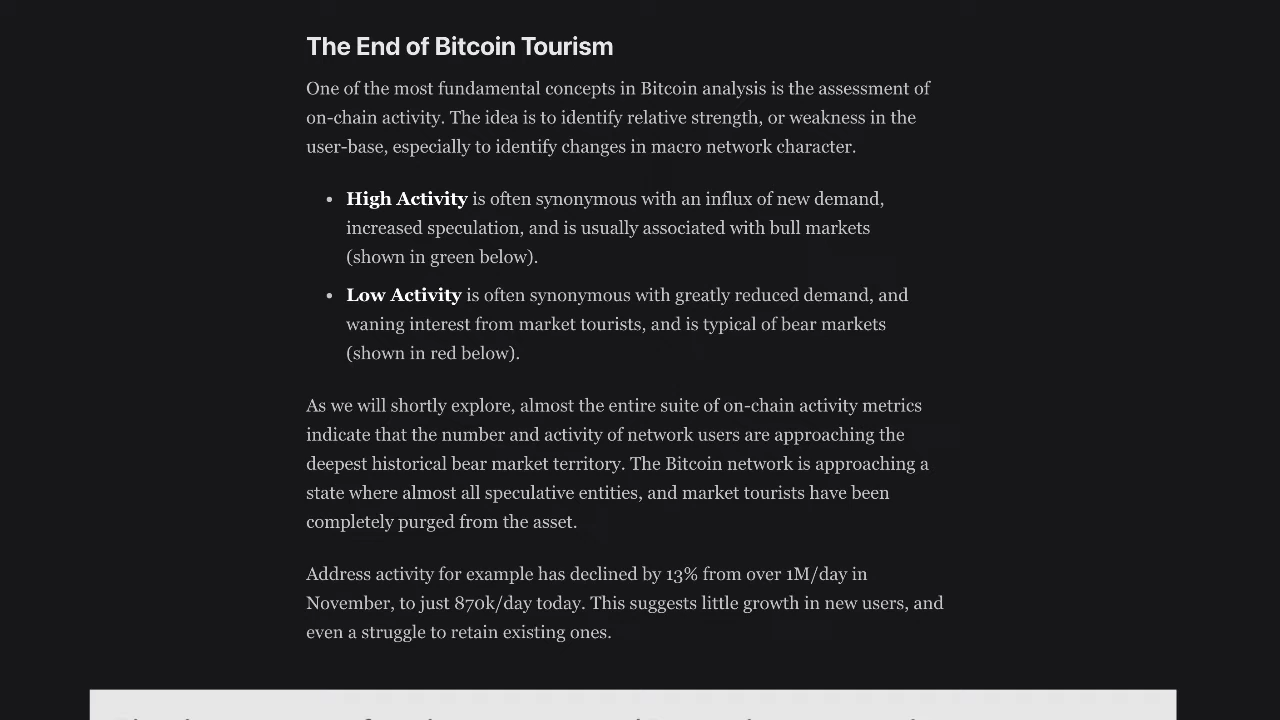 The End of Bitcoin Tourism
One of the most fundamental concepts in Bitcoin analysis is the assessment of
on-chain activity. The idea is to identify relative strength, or weakness in the
user-base, especially to identify changes in macro network character.
• High Activity is often synonymous with an influx of new demand,
increased speculation, and is usually associated with bull markets
(shown in green below).
• Low Activity is often synonymous with greatly reduced demand, and
waning interest from market tourists, and is typical of bear markets
(shown in red below).
As we will shortly explore, almost the entire suite of on-chain activity metrics
indicate that the number and activity of network users are approaching the
deepest historical bear market territory. The Bitcoin network is approaching a
state where almost all speculative entities, and market tourists have been
completely purged from the asset.
Address activity for example has declined by 13% from over 1M/day in
November, to just 870k/day today. This suggests little growth in new users, and
even a struggle to retain existing ones.